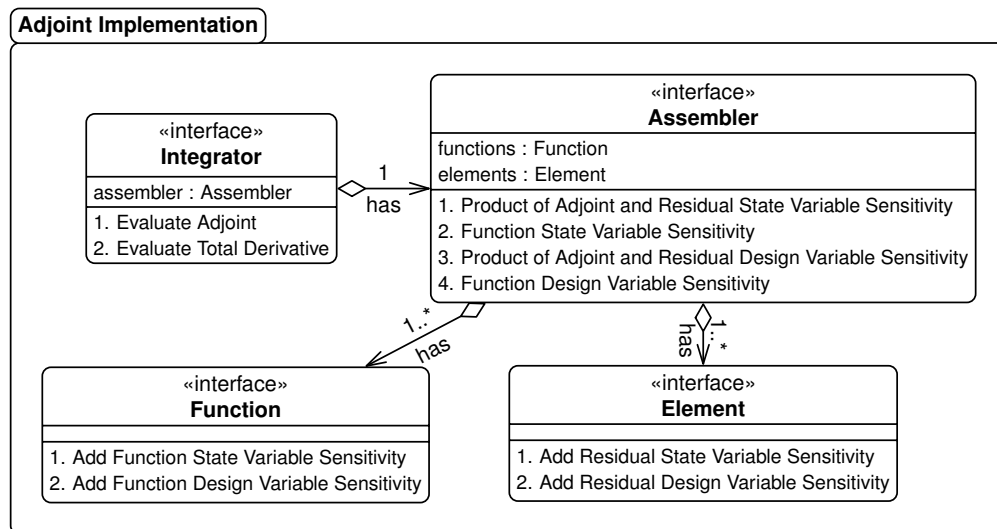 Adjoint Implementation
«interface»
Integrator
assembler : Assembler
1. Evaluate Adjoint
2. Evaluate Total Derivative
1
has
«interface»
Assembler
functions : Function
elements : Element
1. Product of Adjoint and Residual State Variable Sensitivity
2. Function State Variable Sensitivity
3. Product of Adjoint and Residual Design Variable Sensitivity
4. Function Design Variable Sensitivity
1..*
has
1..*
has
«interface»
Function
1. Add Function State Variable Sensitivity
2. Add Function Design Variable Sensitivity
«interface»
Element
1. Add Residual State Variable Sensitivity
2. Add Residual Design Variable Sensitivity